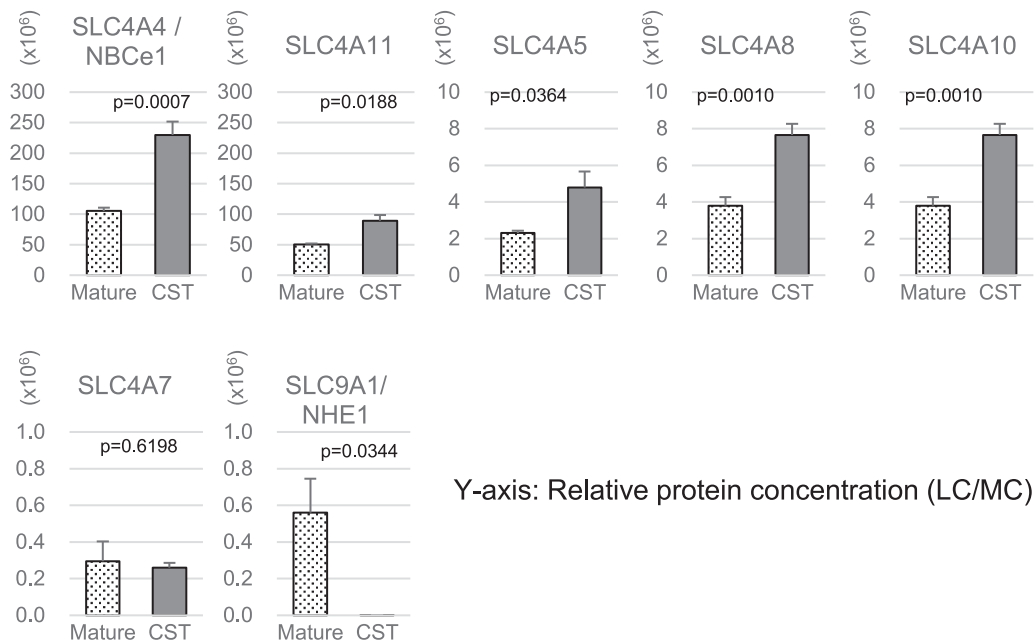 (x10⁶)
SLC4A4 /
NBCe1
p=0.0007
300
250
200
150
100
50
0
Mature CST
(x10⁶)
SLC4A11
p=0.0188
300
250
200
150
100
50
0
Mature CST
(x10⁶)
SLC4A5
p=0.0364
10
8
6
4
2
0
Mature CST
(x10⁶)
SLC4A8
p=0.0010
10
8
6
4
2
0
Mature CST
(x10⁶)
SLC4A10
p=0.0010
10
8
6
4
2
0
Mature CST
(x10⁶)
SLC4A7
p=0.6198
1.0
0.8
0.6
0.4
0.2
0.0
Mature CST
(x10⁶)
SLC9A1/
NHE1
p=0.0344
1.0
0.8
0.6
0.4
0.2
0.0
Mature CST
Y-axis: Relative protein concentration (LC/MC)